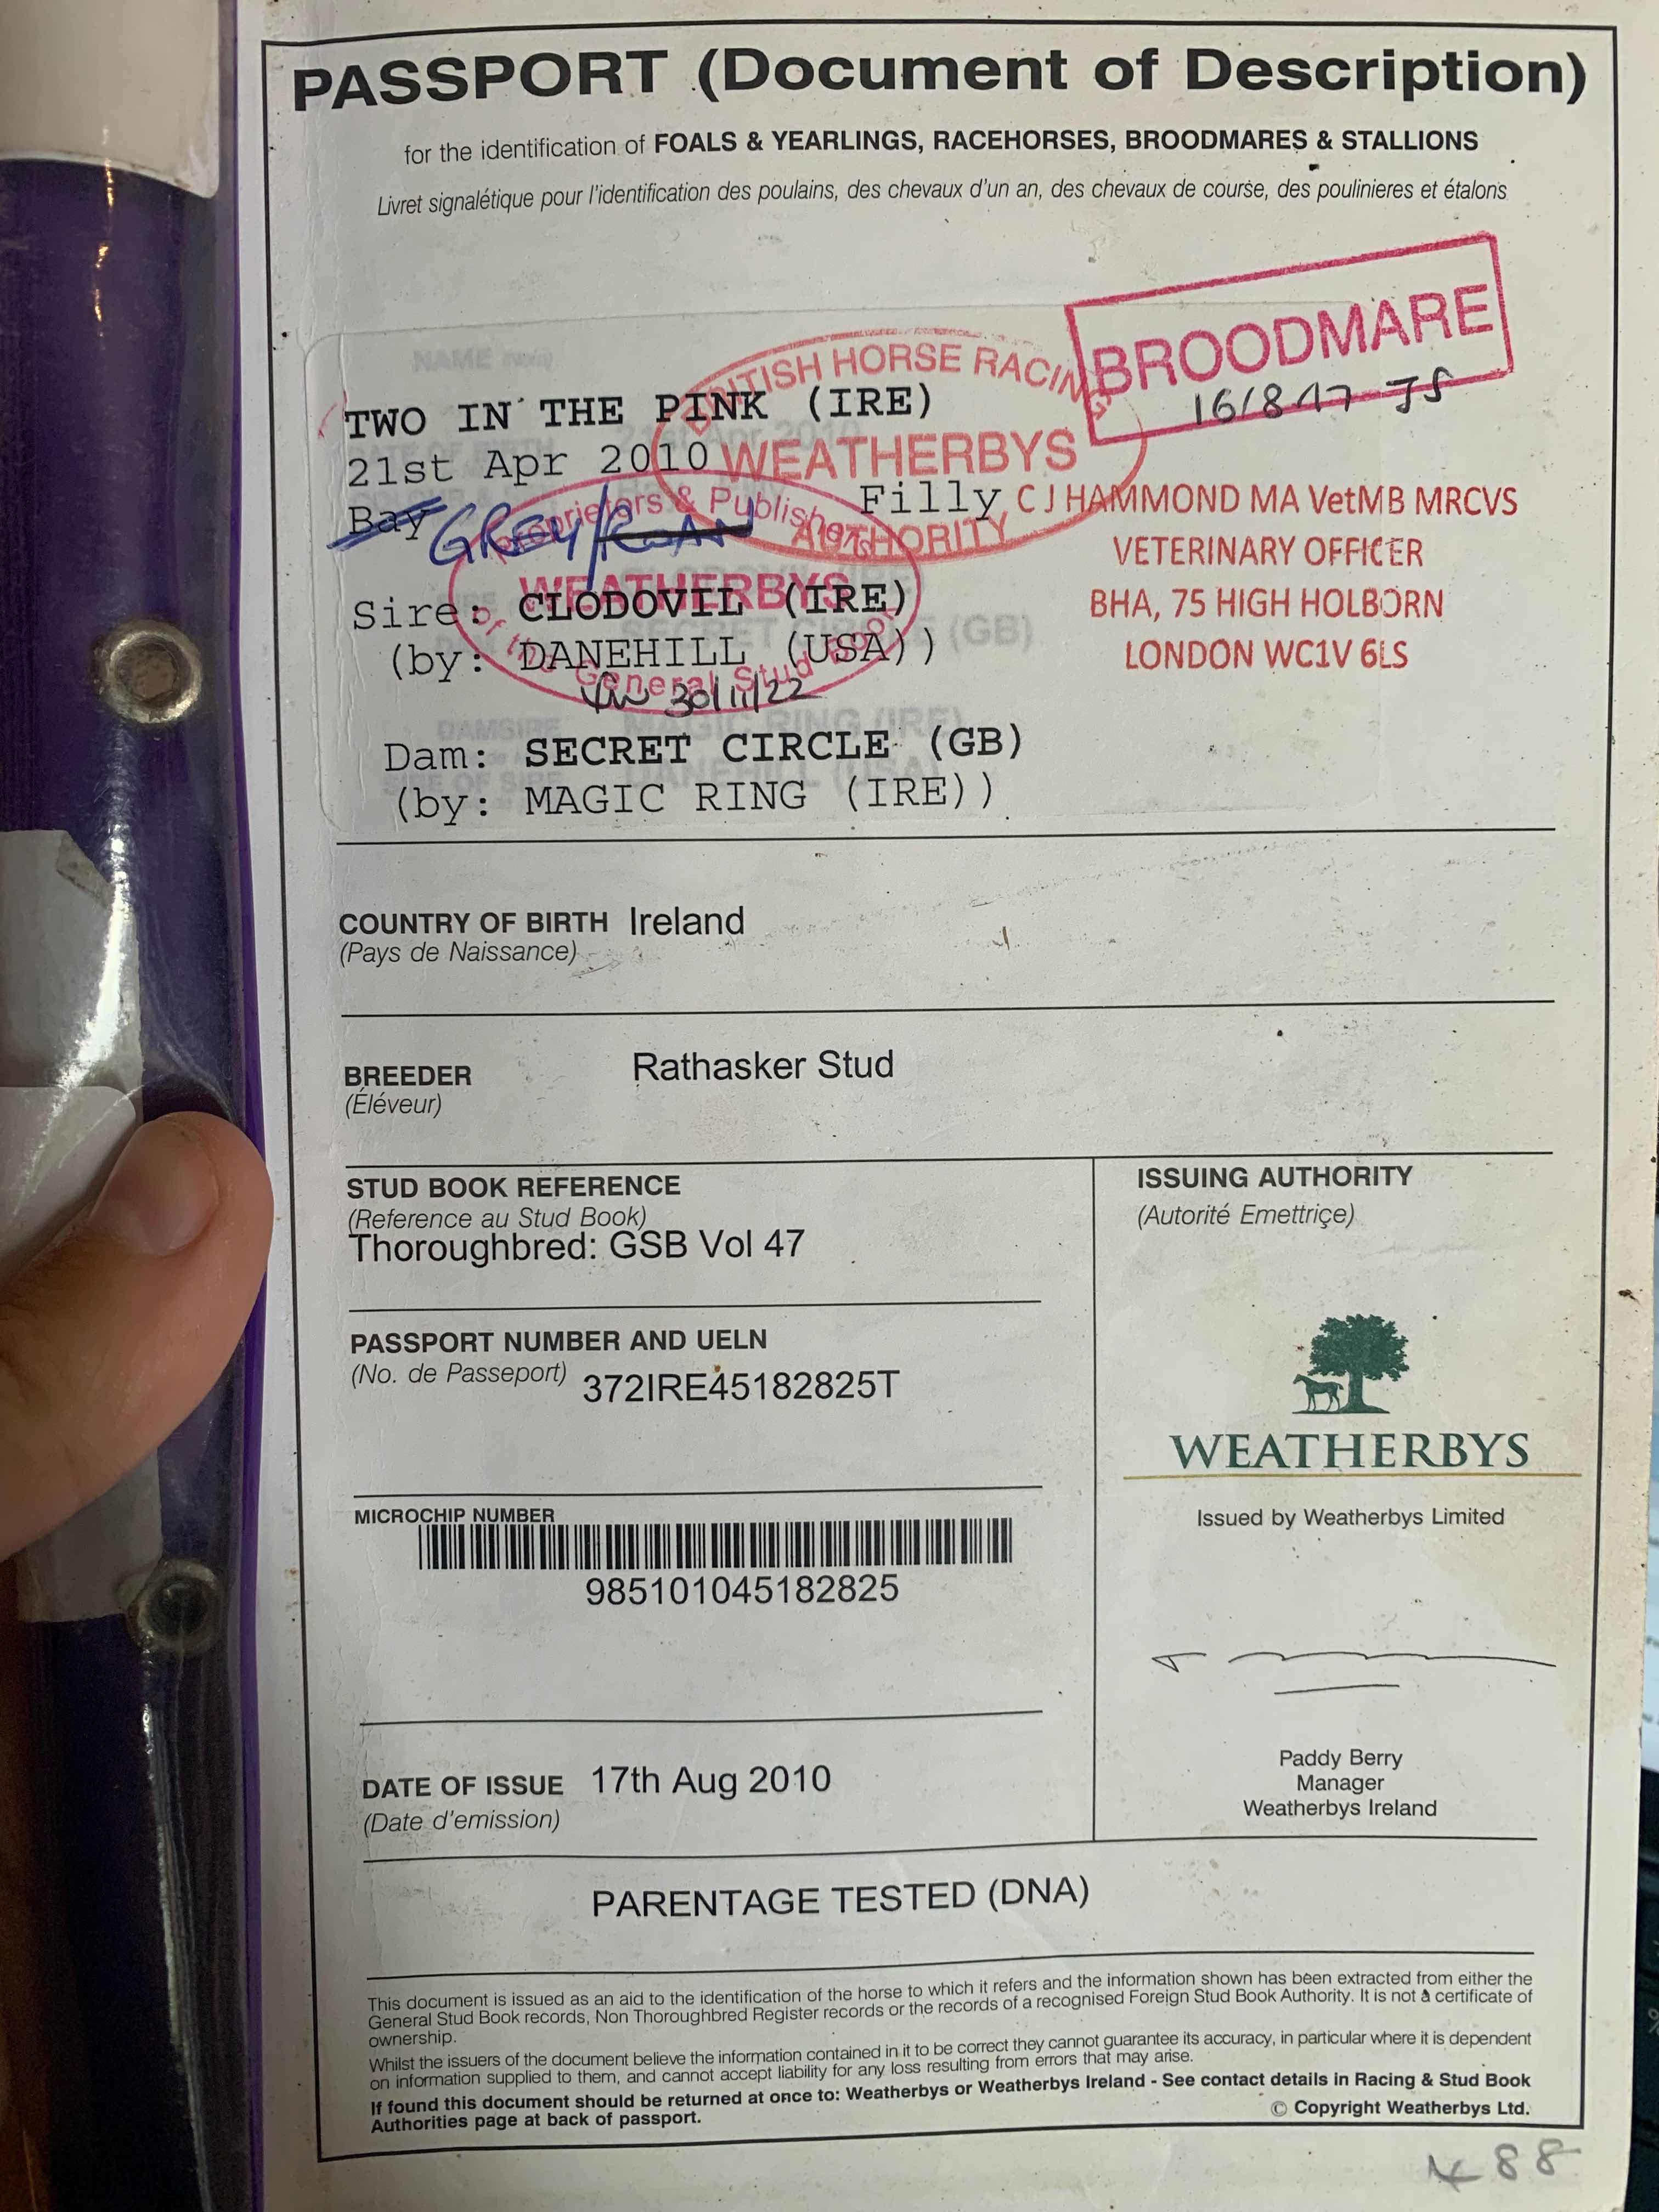 PASSPORT (Document of Description)
for the identification of FOALS & YEARLINGS, RACEHORSES, BROODMARES & STALLIONS
Livret signalétique pour l'identification des poulains, des chevaux d'un an, des chevaux de course, des poulinieres et étalons
BROODMARE
16/8/17 JS
BRITISH HORSE RACING
WEATHERBYS
AUTHORITY
TWO IN THE PINK (IRE)
21st Apr 2010
Bay GREY/ROAN
Filly
C J HAMMOND MA VetMB MRCVS
VETERINARY OFFICER
BHA, 75 HIGH HOLBORN
LONDON WC1V 6LS
Proprietors & Publishers
WEATHERBYS
of the General Stud Book
Sire: CLODOVIL (IRE)
(by: DANEHILL (USA))
30/11/22
Dam: SECRET CIRCLE (GB)
(by: MAGIC RING (IRE))
COUNTRY OF BIRTH Ireland
(Pays de Naissance)
BREEDER Rathasker Stud
(Éléveur)
STUD BOOK REFERENCE
(Reference au Stud Book)
Thoroughbred: GSB Vol 47
PASSPORT NUMBER AND UELN
(No. de Passeport) 372IRE45182825T
MICROCHIP NUMBER
985101045182825
DATE OF ISSUE 17th Aug 2010
(Date d'emission)
ISSUING AUTHORITY
(Autorité Emettriçe)
WEATHERBYS
Issued by Weatherbys Limited
Paddy Berry
Manager
Weatherbys Ireland
PARENTAGE TESTED (DNA)
This document is issued as an aid to the identification of the horse to which it refers and the information shown has been extracted from either the
General Stud Book records, Non Thoroughbred Register records or the records of a recognised Foreign Stud Book Authority. It is not a certificate of
ownership.
Whilst the issuers of the document believe the information contained in it to be correct they cannot guarantee its accuracy, in particular where it is dependent
on information supplied to them, and cannot accept liability for any loss resulting from errors that may arise.
If found this document should be returned at once to: Weatherbys or Weatherbys Ireland - See contact details in Racing & Stud Book
Authorities page at back of passport.
© Copyright Weatherbys Ltd.
88